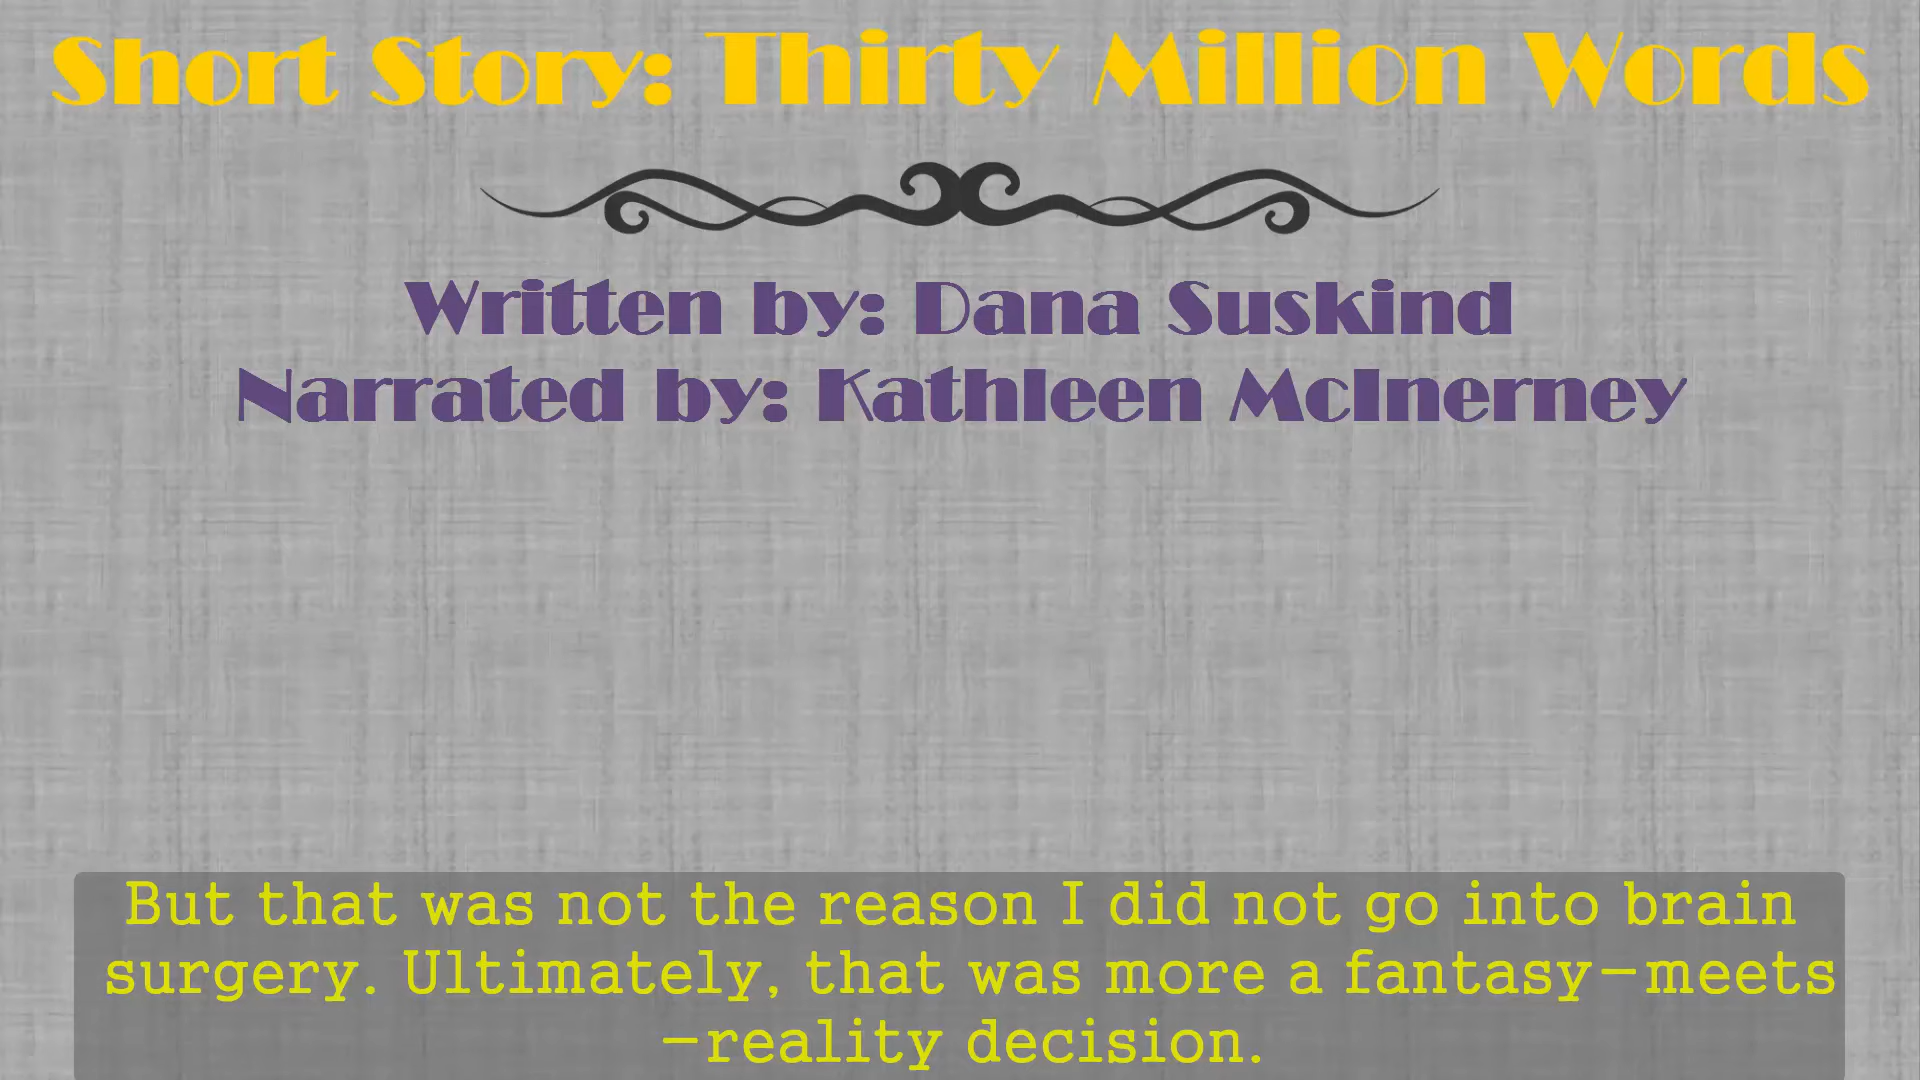 Short Story: Thirty Million Words
Written by: Dana Suskind
Narrated by: Kathleen McInerney
But that was not the reason I did not go into brain
surgery. Ultimately, that was more a fantasy-meets
-reality decision.